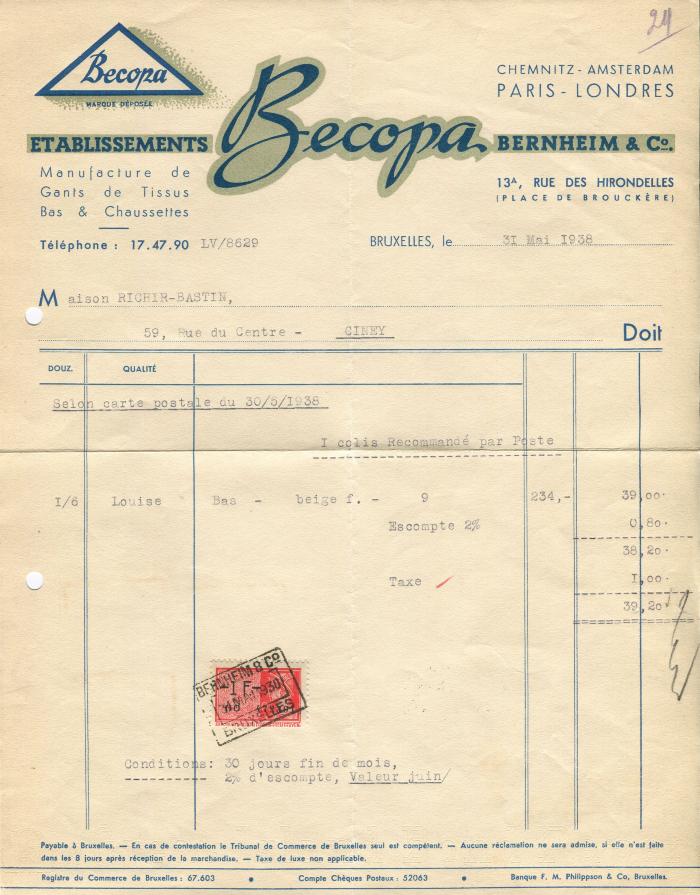 24
Becopa
MARQUE DÉPOSÉE
CHEMNITZ - AMSTERDAM
PARIS - LONDRES
ETABLISSEMENTS Becopa BERNHEIM & Co.
Manufacture de
Gants de Tissus
Bas & Chaussettes
13A, RUE DES HIRONDELLES
(PLACE DE BROUCKÈRE)
Téléphone : 17.47.90 LV/8629
BRUXELLES, le 31 Mai 1938
Maison RICHIR-BASTIN,
59, Rue du Centre - CINEY Doit
DOUZ. QUALITÉ
Selon carte postale du 30/5/1938
I colis Recommandé par Poste
I/6 Louise Bas - beige f. - 9 234,- 39,00
Escompte 2% 0,80
38,20
Taxe 1,00
39,20
BERNHEIM & Co
1 F
BRUXELLES
Conditions: 30 jours fin de mois,
2% d'escompte, Valeur juin/
Payable à Bruxelles. — En cas de contestation le Tribunal de Commerce de Bruxelles seul est compétent. — Aucune réclamation ne sera admise, si elle n'est faite
dans les 8 jours après réception de la marchandise. — Taxe de luxe non applicable.
Registre du Commerce de Bruxelles : 67.603 • Compte Chèques Postaux : 52063 • Banque F. M. Philippson & Co, Bruxelles.